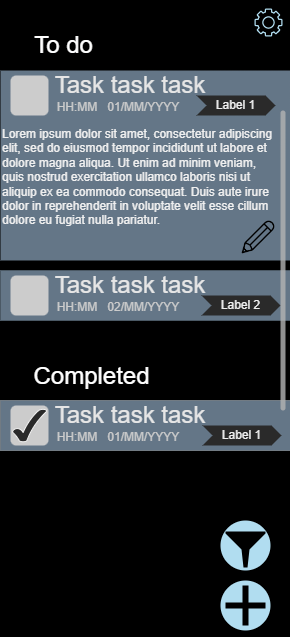 To do
Task task task
HH:MM 01/MM/YYYY
Label 1
Lorem ipsum dolor sit amet, consectetur adipiscing
elit, sed do eiusmod tempor incididunt ut labore et
dolore magna aliqua. Ut enim ad minim veniam,
quis nostrud exercitation ullamco laboris nisi ut
aliquip ex ea commodo consequat. Duis aute irure
dolor in reprehenderit in voluptate velit esse cillum
dolore eu fugiat nulla pariatur.
Task task task
HH:MM 02/MM/YYYY
Label 2
Completed
Task task task
HH:MM 01/MM/YYYY
Label 1